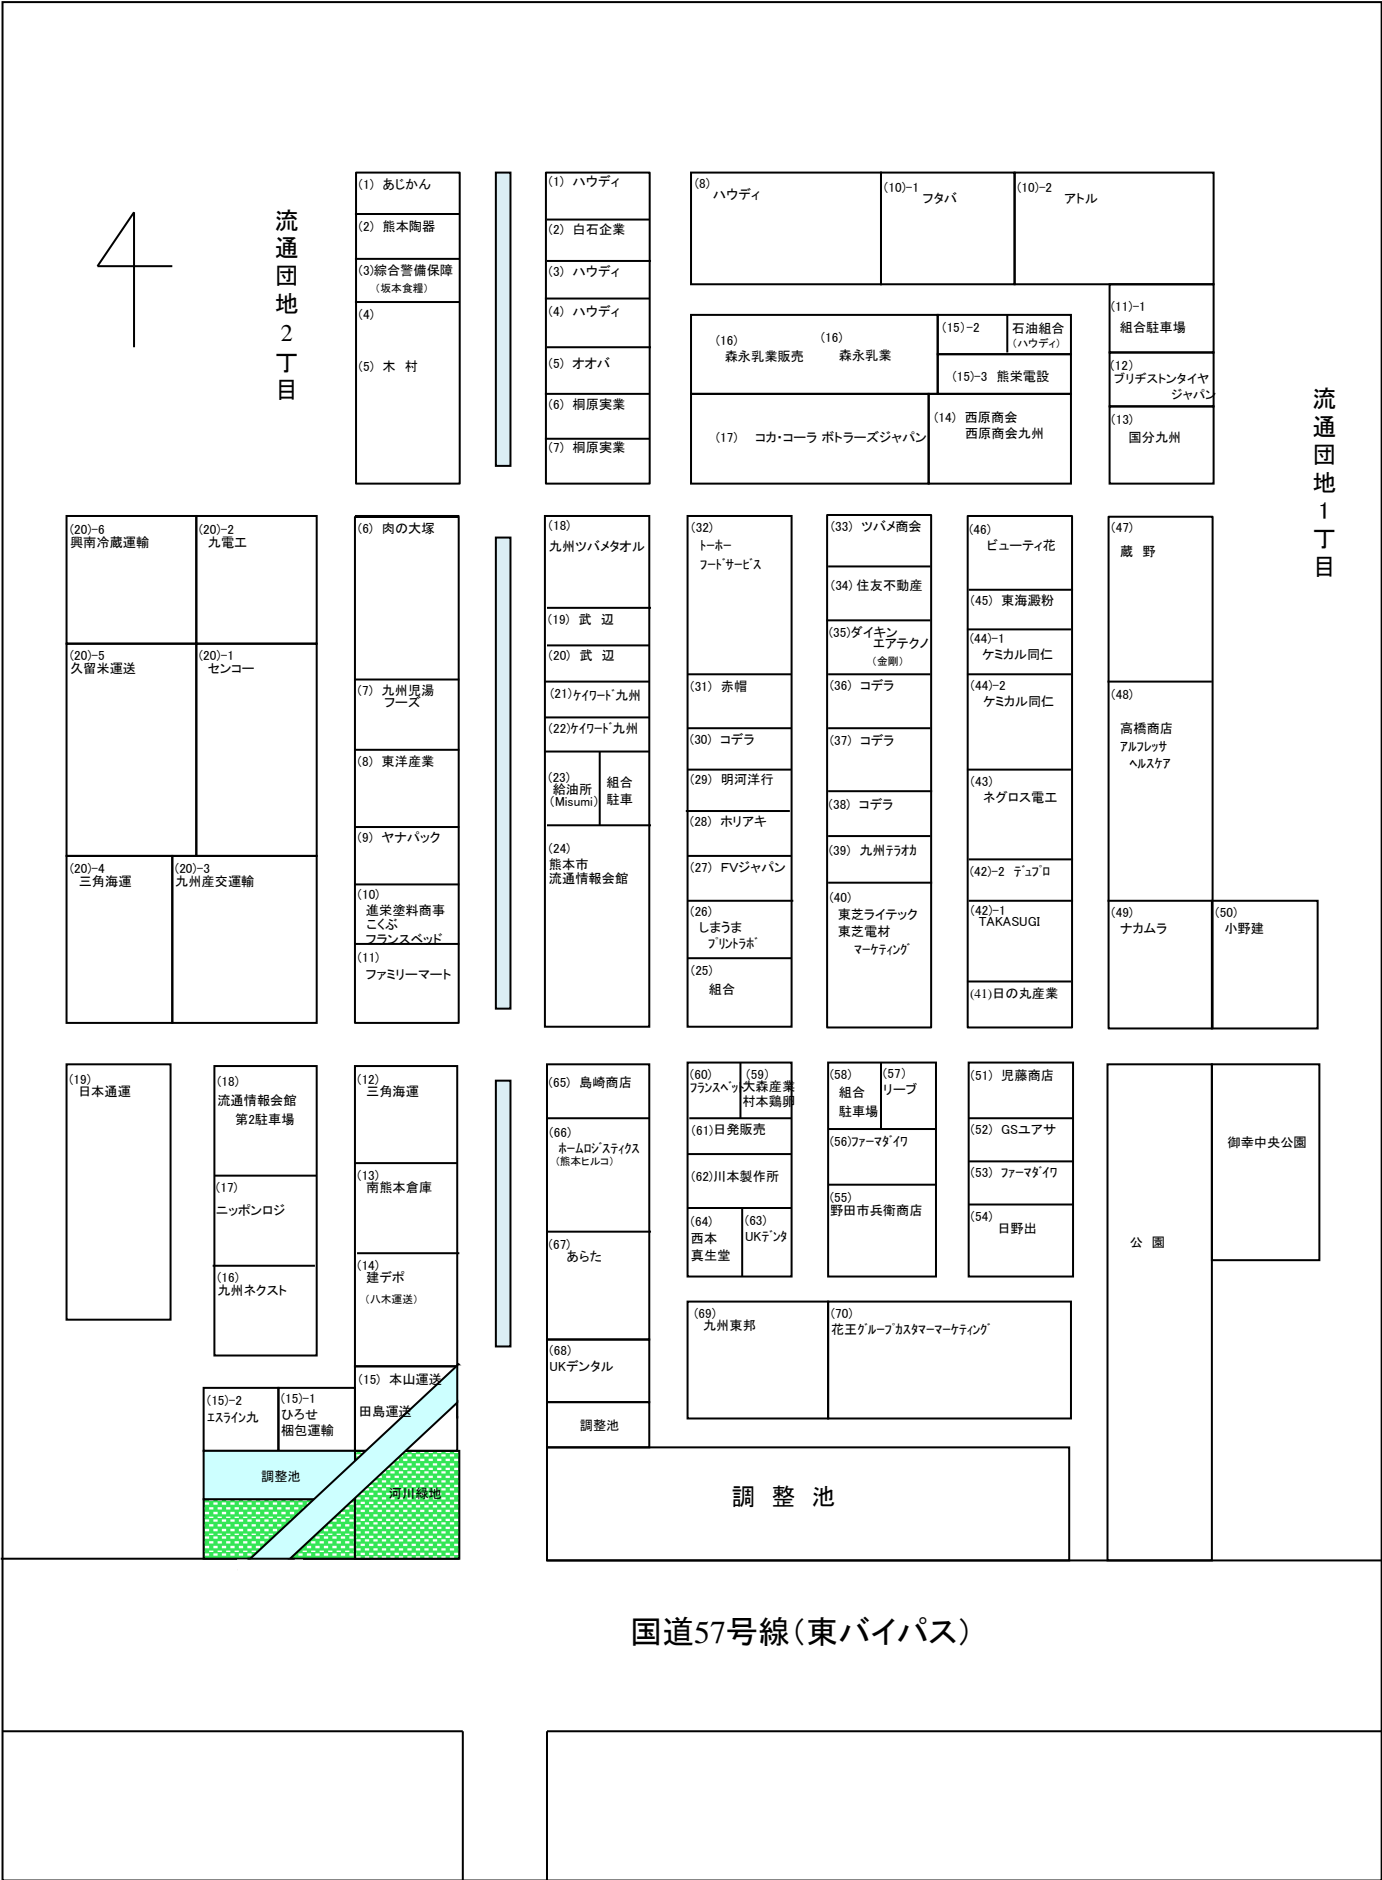 流通団地2丁目
(1) あじかん
(2) 熊本陶器
(3)綜合警備保障
(坂本食糧)
(4)
(5) 木 村
(1) ハウディ
(2) 白石企業
(3) ハウディ
(4) ハウディ
(5) オオバ
(6) 桐原実業
(7) 桐原実業
(8)
ハウディ
(10)-1
フタバ
(10)-2
アトル
(16)
森永乳業販売
(16)
森永乳業
(15)-2
石油組合
(ハウディ)
(15)-3 熊栄電設
(17) コカ・コーラ ボトラーズジャパン
(14) 西原商会
西原商会九州
(11)-1
組合駐車場
(12)
ブリヂストンタイヤ
ジャパン
(13)
国分九州
流通団地1丁目
(20)-6
興南冷蔵運輸
(20)-2
九電工
(20)-5
久留米運送
(20)-1
センコー
(20)-4
三角海運
(20)-3
九州産交運輸
(6) 肉の大塚
(7) 九州児湯
フーズ
(8) 東洋産業
(9) ヤナパック
(10)
進栄塗料商事
こくぶ
フランスベッド
(11)
ファミリーマート
(18)
九州ツバメタオル
(19) 武 辺
(20) 武 辺
(21)ケイワード九州
(22)ケイワード九州
(23)
給油所
(Misumi)
組合
駐車
(24)
熊本市
流通情報会館
(32)
トーホー
フードサービス
(31) 赤帽
(30) コデラ
(29) 明河洋行
(28) ホリアキ
(27) FVジャパン
(26)
しまうま
プリントラボ
(25)
組合
(33) ツバメ商会
(34) 住友不動産
(35)ダイキン
エアテクノ
(金剛)
(36) コデラ
(37) コデラ
(38) コデラ
(39) 九州テラオカ
(40)
東芝ライテック
東芝電材
マーケティング
(46)
ビューティ花
(45) 東海澱粉
(44)-1
ケミカル同仁
(44)-2
ケミカル同仁
(43)
ネグロス電工
(42)-2 デュプロ
(42)-1
TAKASUGI
(41)日の丸産業
(47)
蔵 野
(48)
高橋商店
アルフレッサ
ヘルスケア
(49)
ナカムラ
(50)
小野建
(19)
日本通運
(18)
流通情報会館
第2駐車場
(17)
ニッポンロジ
(16)
九州ネクスト
(12)
三角海運
(13)
南熊本倉庫
(14)
建デポ
(八木運送)
(15) 本山運送
田島運送
(15)-2
エスライン九
(15)-1
ひろせ
梱包運輸
調整池
河川緑地
(65) 島崎商店
(66)
ホームロジスティクス
(熊本ヒルコ)
(67)
あらた
(68)
UKデンタル
調整池
(60)
フランスベッド
(59)
大森産業
村本鶏卵
(61)日発販売
(62)川本製作所
(64)
西本
真生堂
(63)
UKデンタ
(58)
組合
駐車場
(57)
リーブ
(56)ファーマダイワ
(55)
野田市兵衛商店
(51) 児藤商店
(52) GSユアサ
(53) ファーマダイワ
(54)
日野出
公 園
御幸中央公園
(69)
九州東邦
(70)
花王グループカスタマーマーケティング
調 整 池
国道57号線(東バイパス)